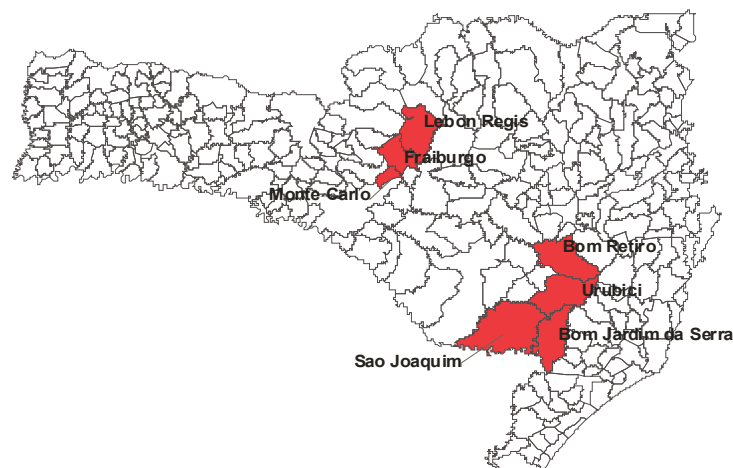 Lebon Regis
Fraiburgo
Monte Carlo
Bom Retiro
Urubici
Bom Jardim da Serra
Sao Joaquim